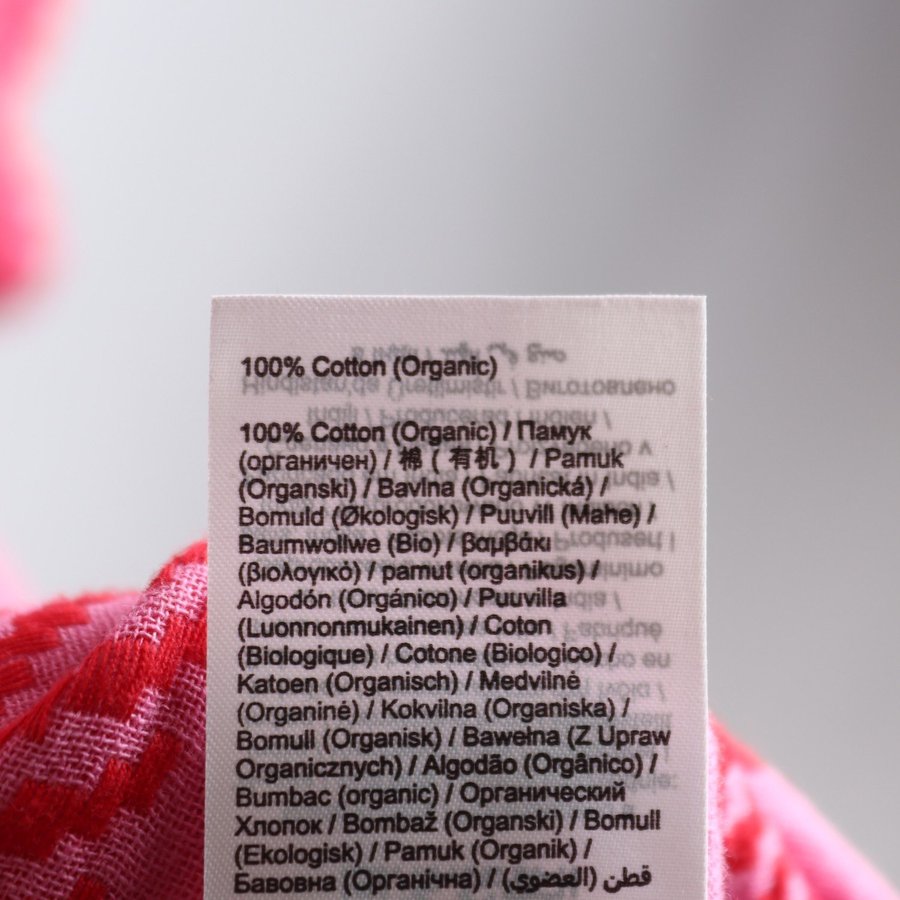 100% Cotton (Organic)
100% Cotton (Organic) / Памук
(органичен) / 棉 ( 有机 ) / Pamuk
(Organski) / Bavlna (Organická) /
Bomuld (Økologisk) / Puuvill (Mahe) /
Baumwollwe (Bio) / βαμβάκι
(βιολογικό) / pamut (organikus) /
Algodón (Orgánico) / Puuvilla
(Luonnonmukainen) / Coton
(Biologique) / Cotone (Biologico) /
Katoen (Organisch) / Medvilnė
(Organinė) / Kokvilna (Organiska) /
Bomull (Organisk) / Bawełna (Z Upraw
Organicznych) / Algodão (Orgânico) /
Bumbac (organic) / Органический
Хлопок / Bombaž (Organski) / Bomull
(Ekologisk) / Pamuk (Organik) /
Бавовна (Органічна) / قطن (العضوي)